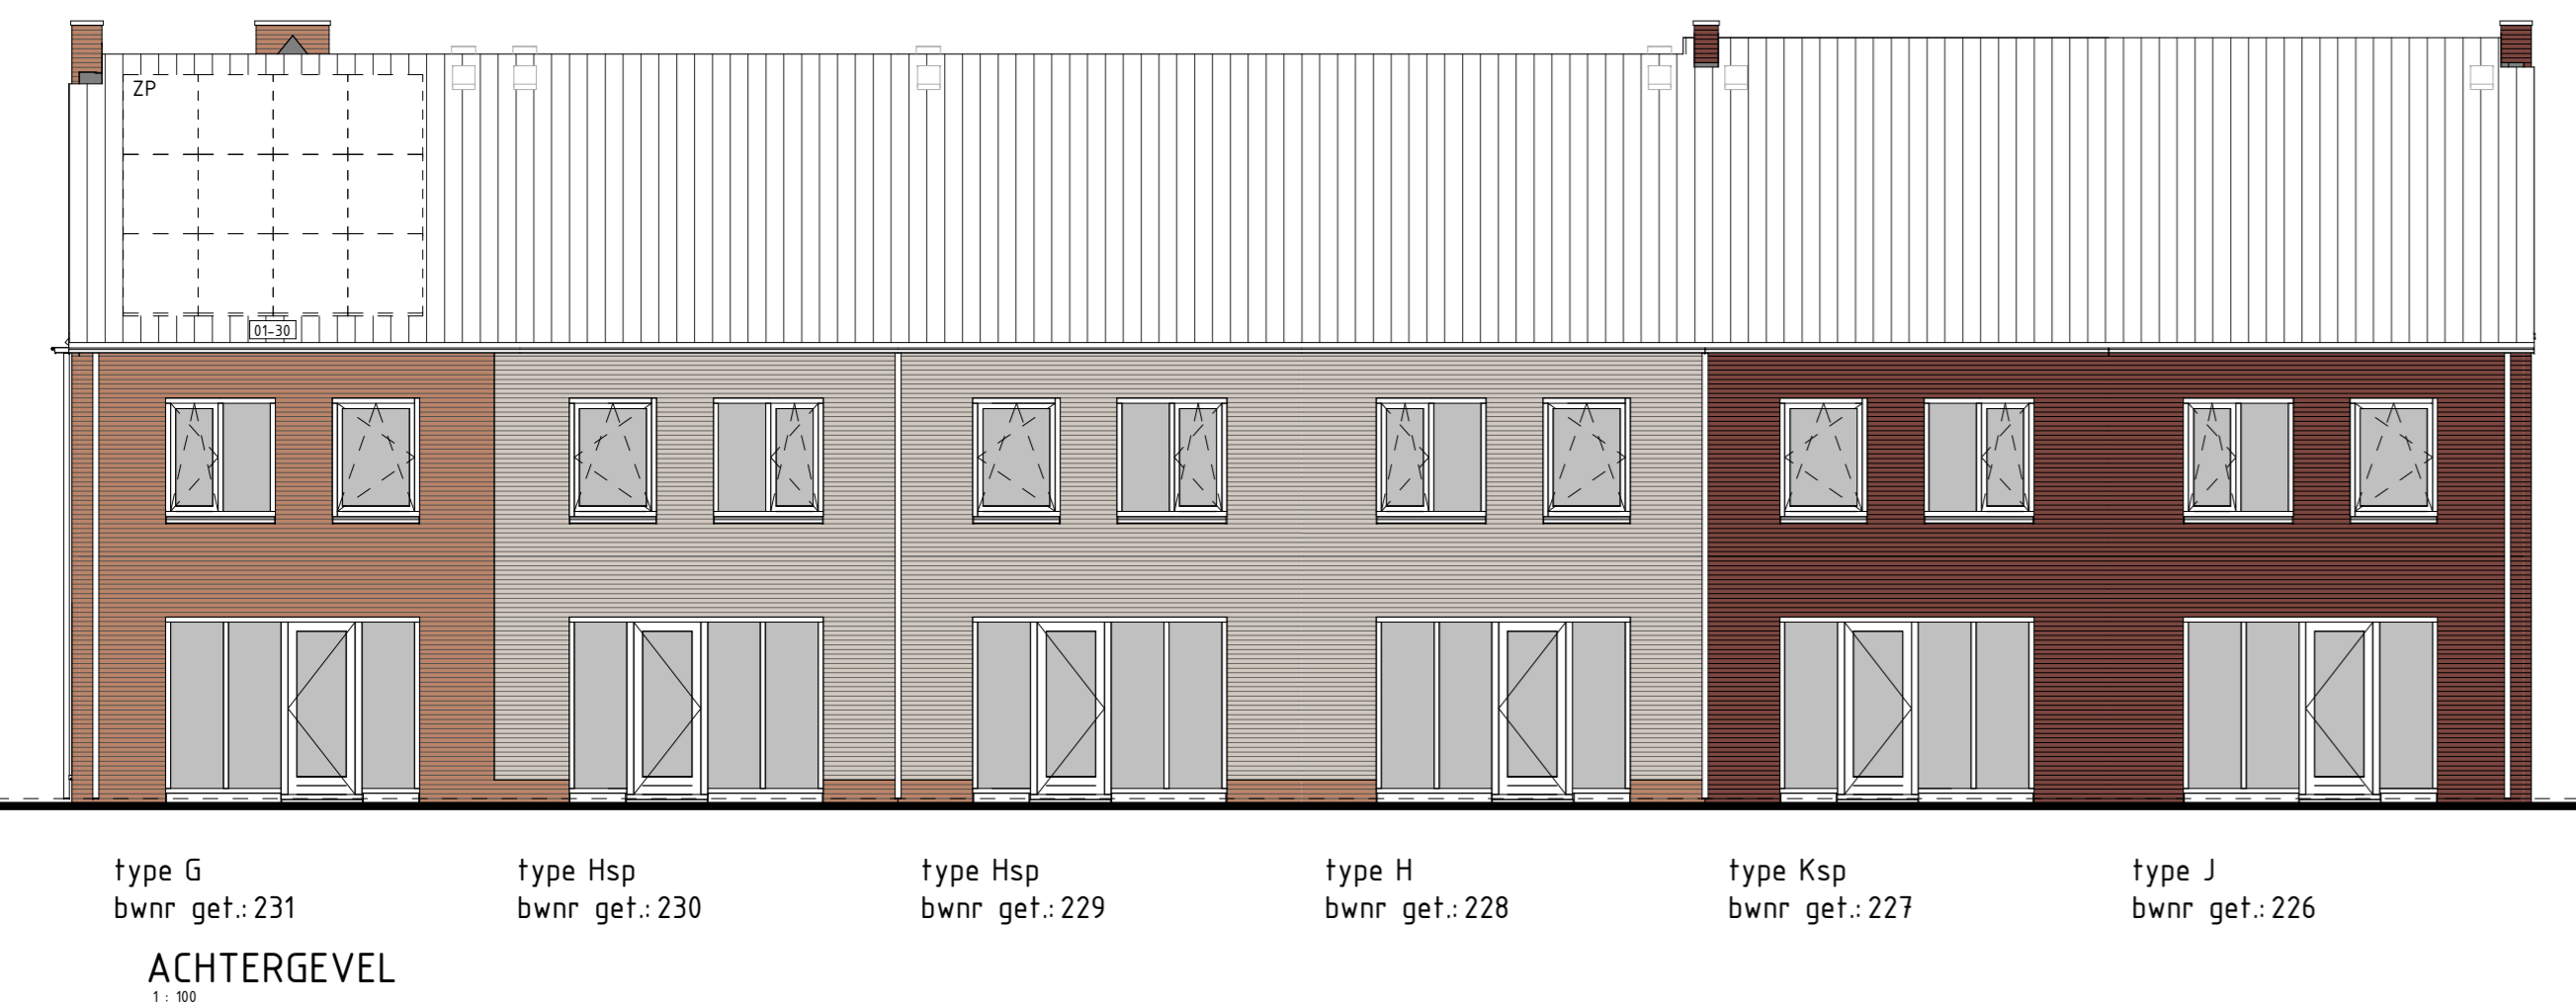 ZP
01-30
type G
bwnr get.: 231
type Hsp
bwnr get.: 230
type Hsp
bwnr get.: 229
type H
bwnr get.: 228
type Ksp
bwnr get.: 227
type J
bwnr get.: 226
ACHTERGEVEL
1 : 100